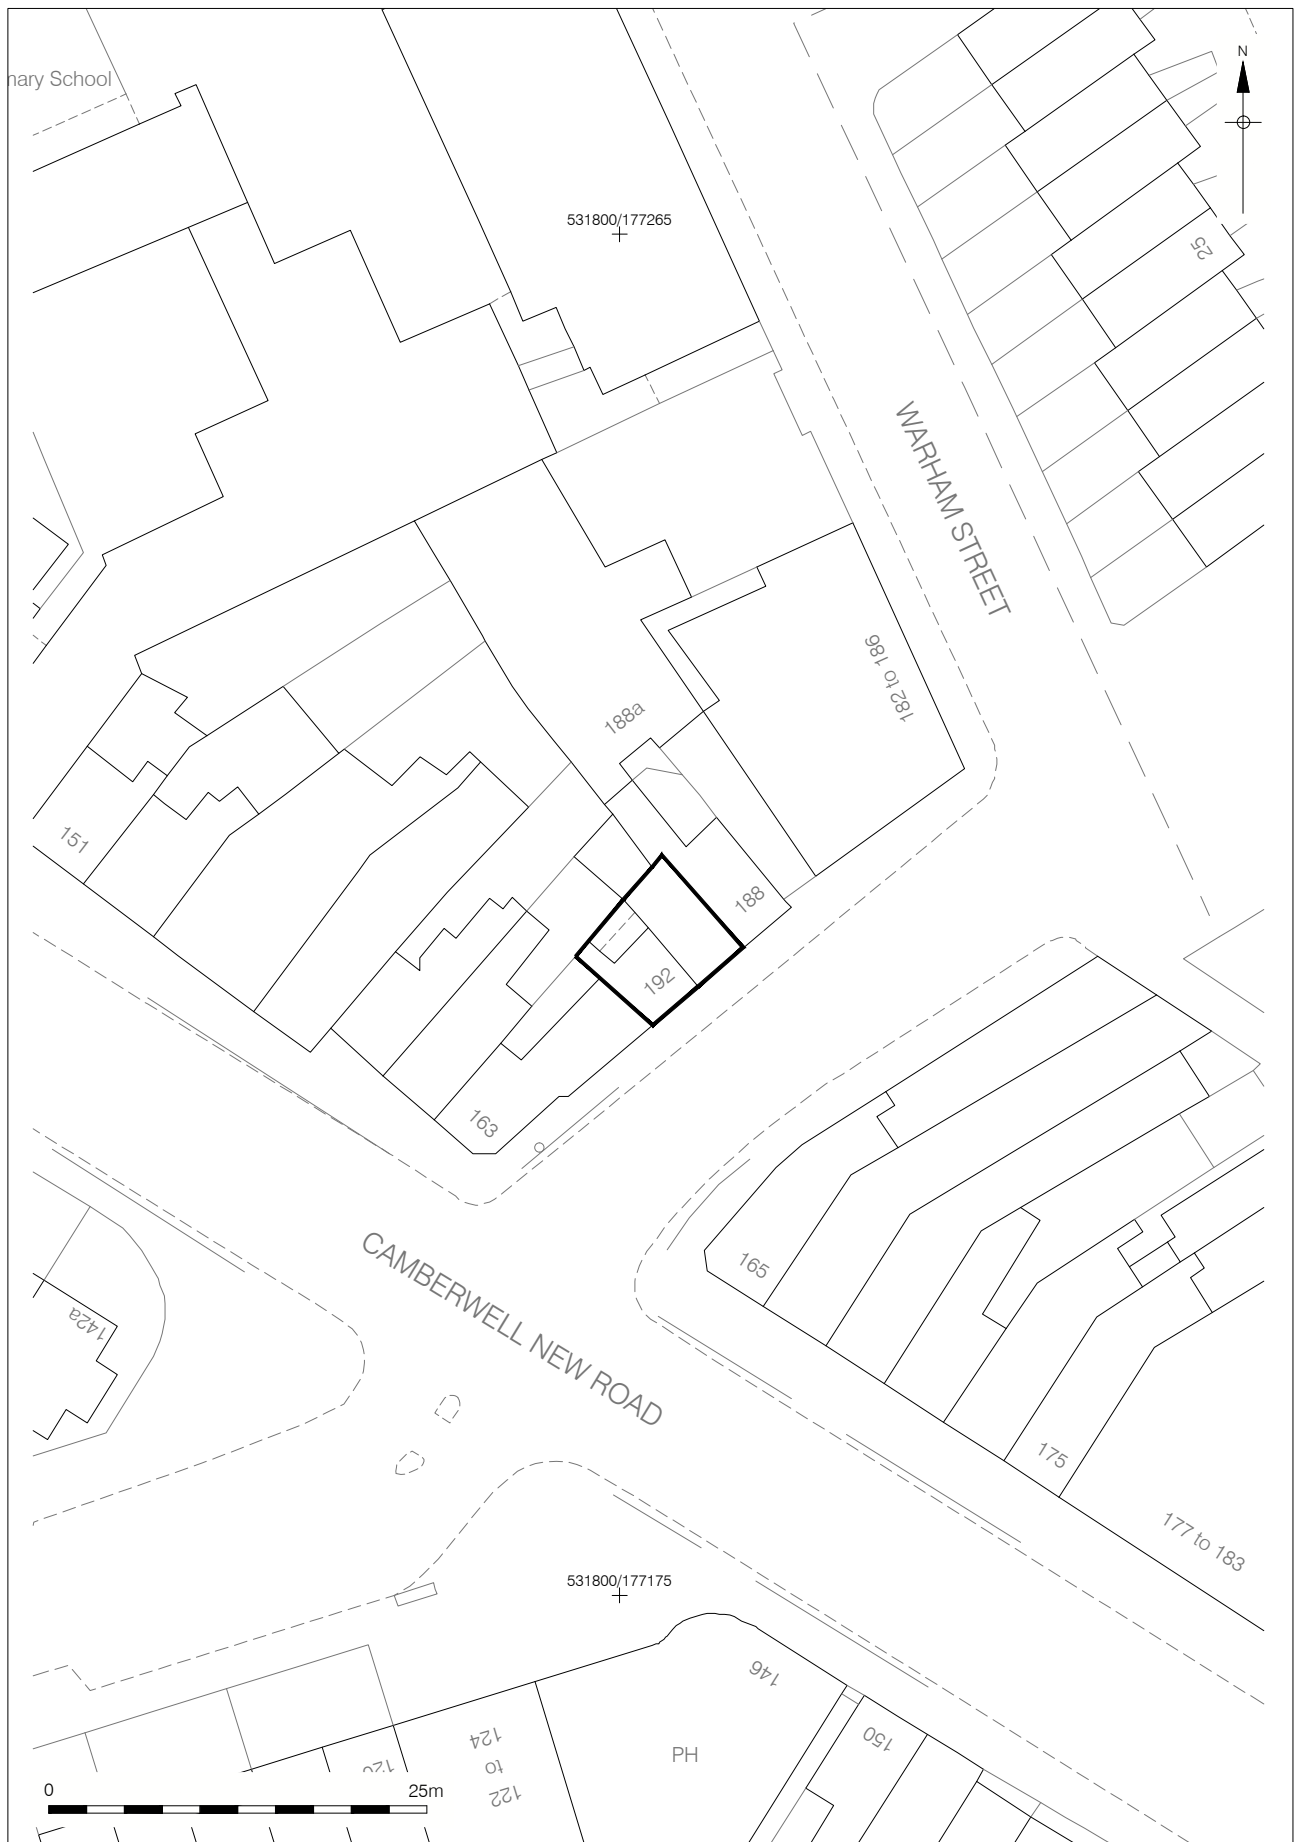 N
nary School
531800/177265
25
WARHAM STREET
182 to 186
188a
151
188
192
163
165
CAMBERWELL NEW ROAD
142a
175
177 to 183
531800/177175
146
150
PH
124
to
122
0
25m